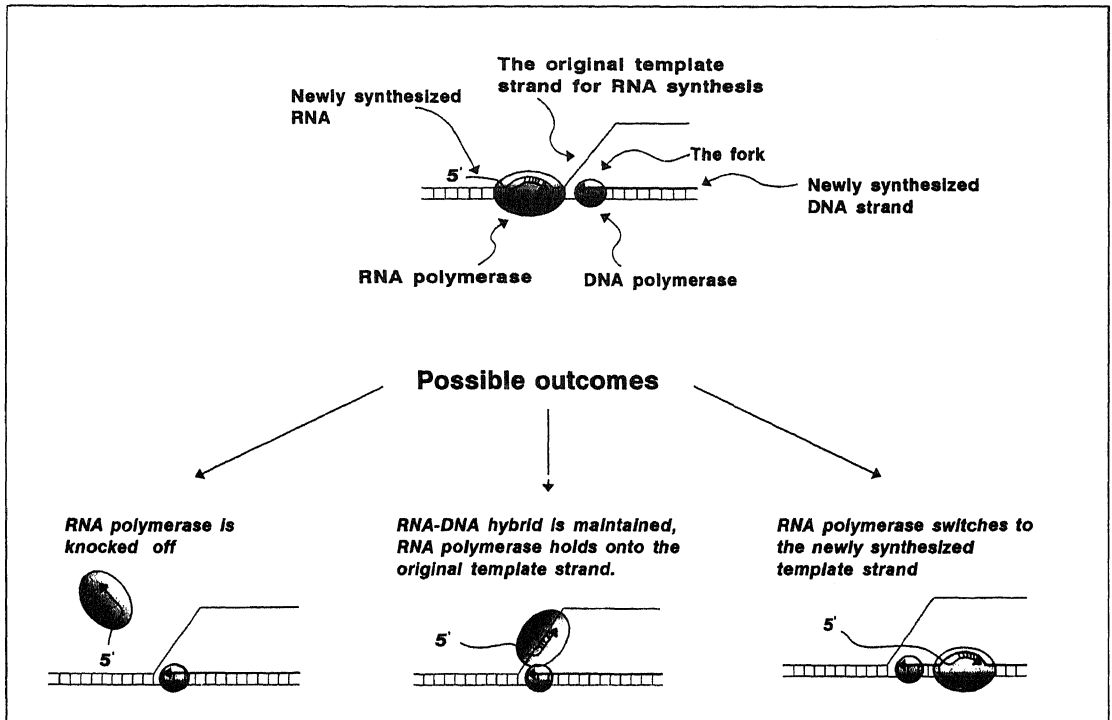 The original template
strand for RNA synthesis
Newly synthesized
RNA
The fork
5'
Newly synthesized
DNA strand
RNA polymerase
DNA polymerase
Possible outcomes
RNA polymerase is
knocked off
5'
RNA-DNA hybrid is maintained,
RNA polymerase holds onto the
original template strand.
5'
RNA polymerase switches to
the newly synthesized
template strand
5'